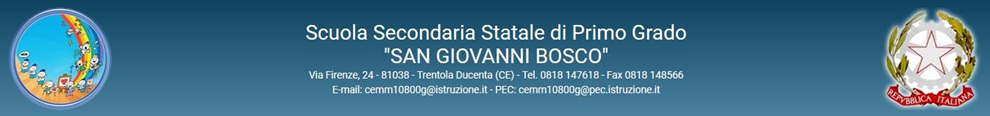 Scuola Secondaria Statale di Primo Grado
"SAN GIOVANNI BOSCO"
Via Firenze, 24 - 81038 - Trentola Ducenta (CE) - Tel. 0818 147618 - Fax 0818 148566
E-mail: cemm10800g@istruzione.it - PEC: cemm10800g@pec.istruzione.it
REPVBBLICA ITALIANA